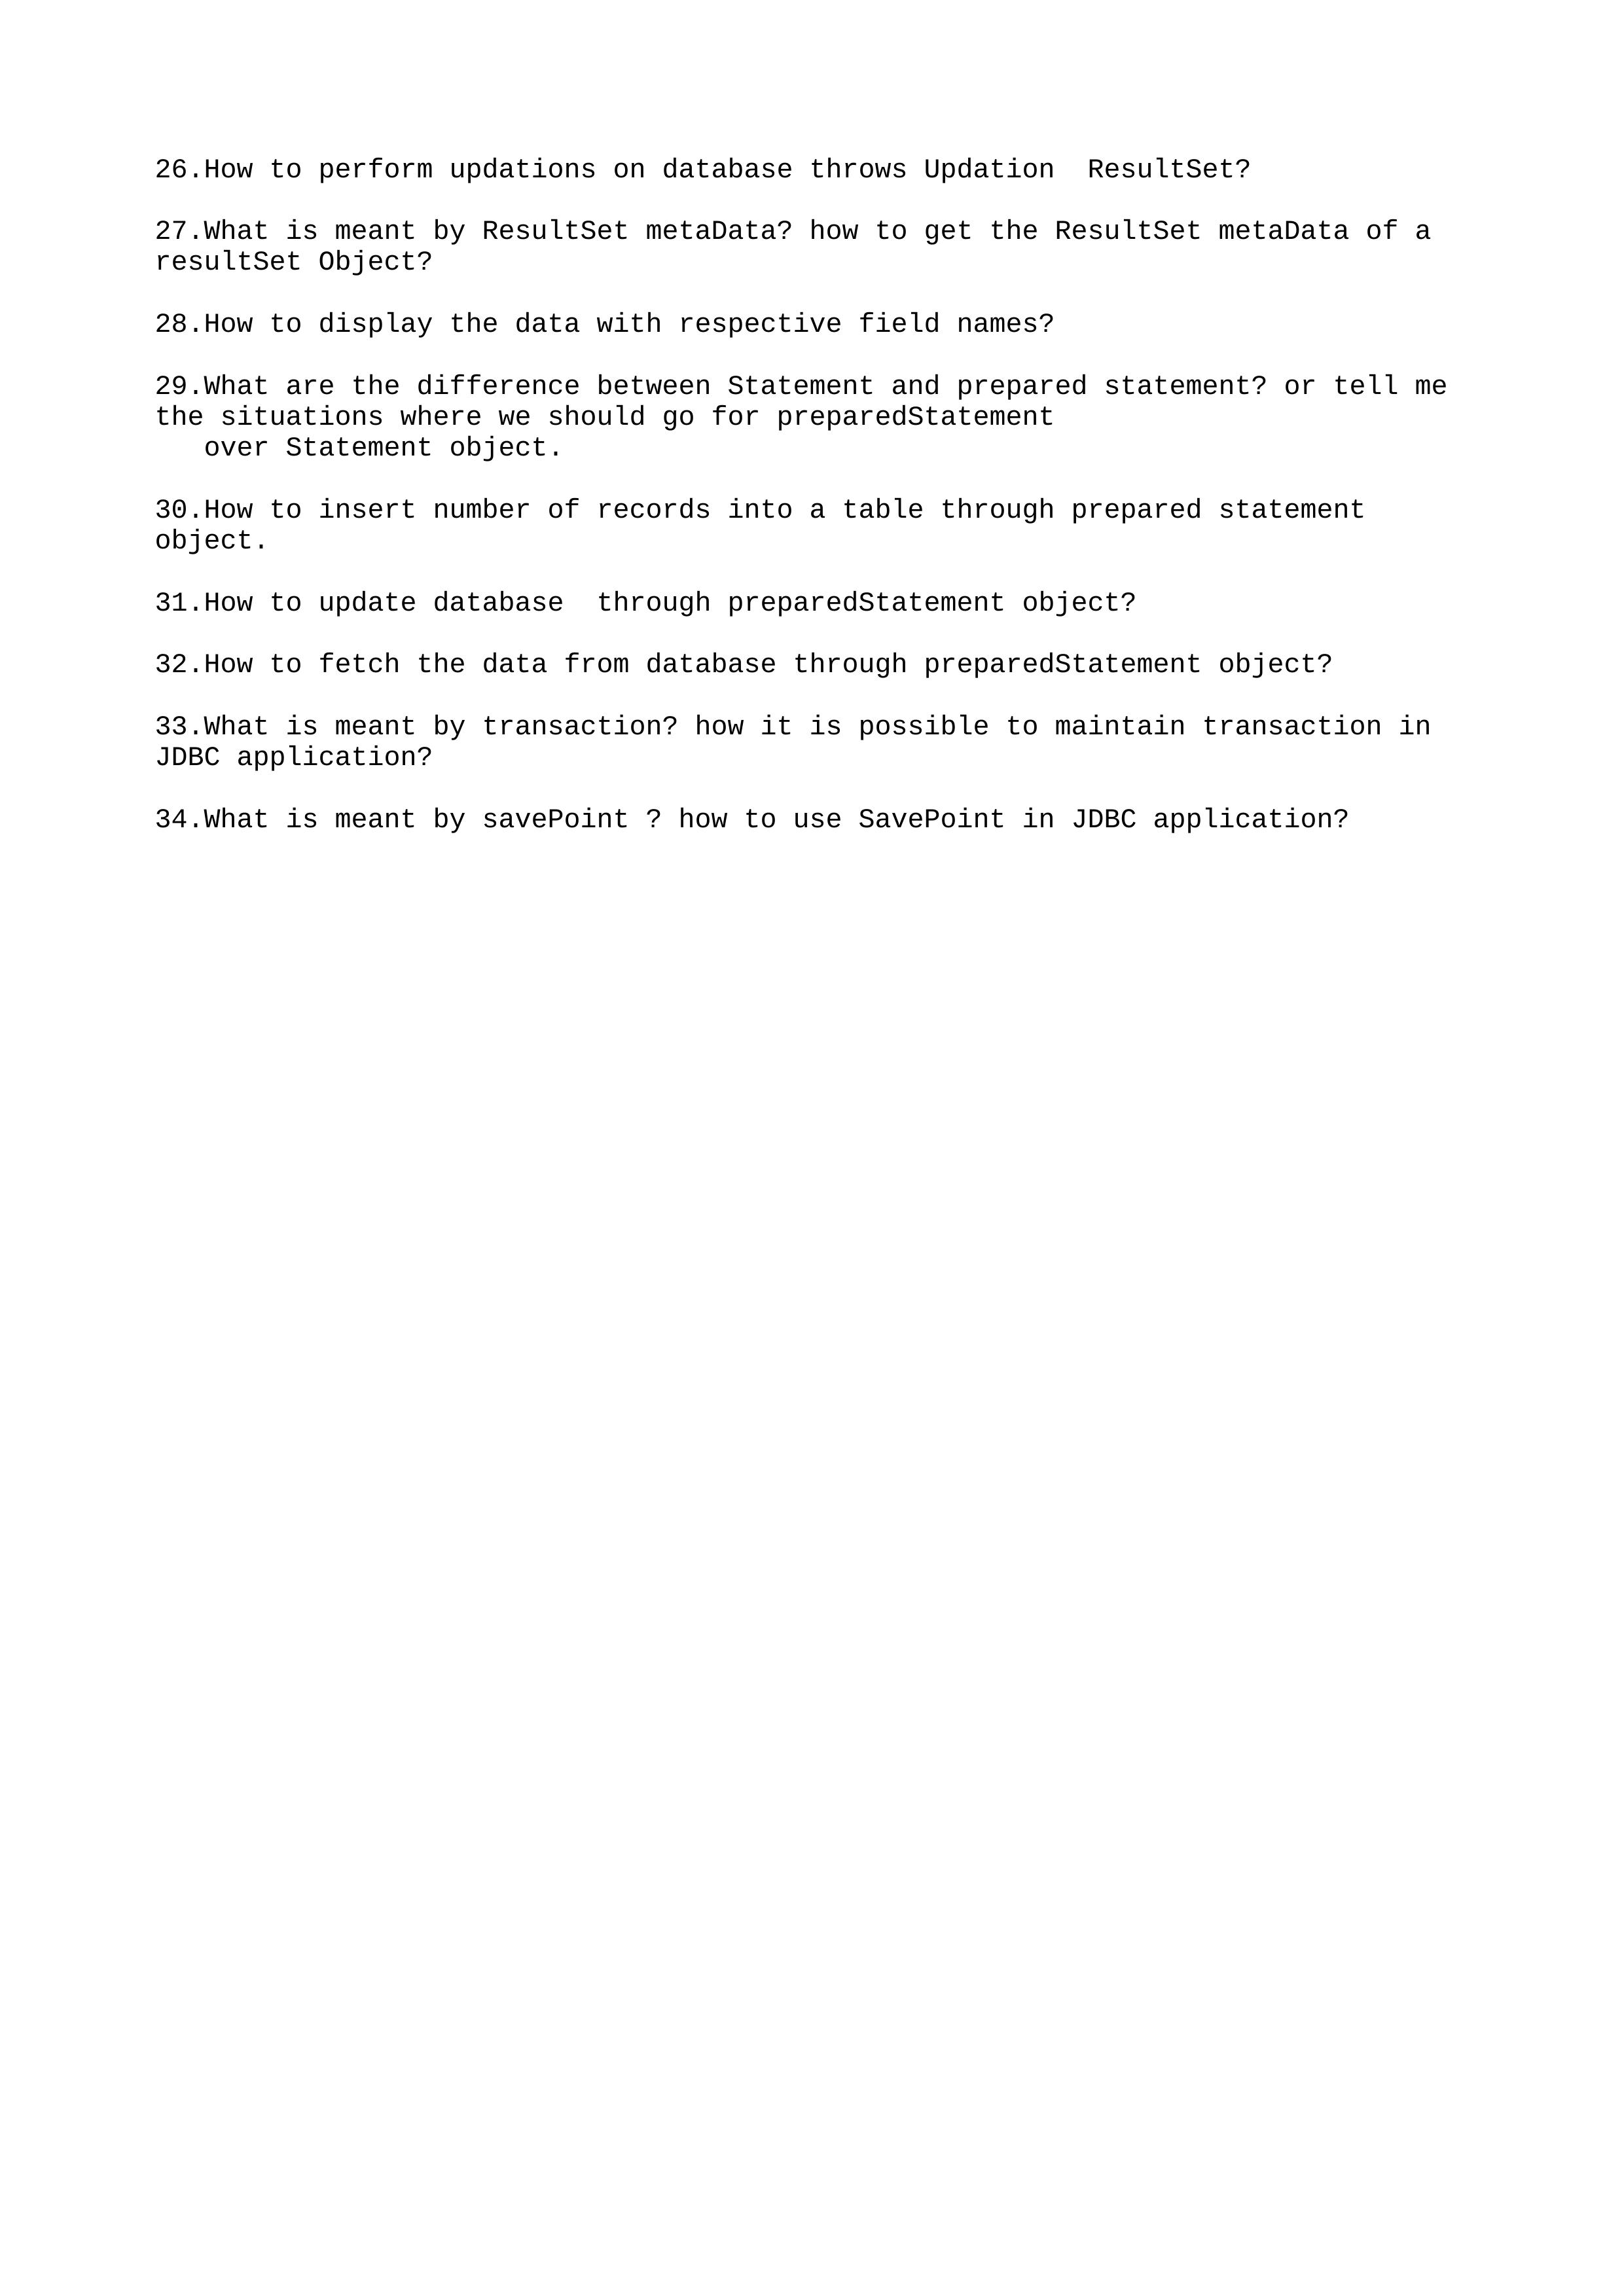 26.How to perform updations on database throws Updation  ResultSet?
27.What is meant by ResultSet metaData? how to get the ResultSet metaData of a
resultSet Object?
28.How to display the data with respective field names?
29.What are the difference between Statement and prepared statement? or tell me
the situations where we should go for preparedStatement
   over Statement object.
30.How to insert number of records into a table through prepared statement
object.
31.How to update database  through preparedStatement object?
32.How to fetch the data from database through preparedStatement object?
33.What is meant by transaction? how it is possible to maintain transaction in
JDBC application?
34.What is meant by savePoint ? how to use SavePoint in JDBC application?